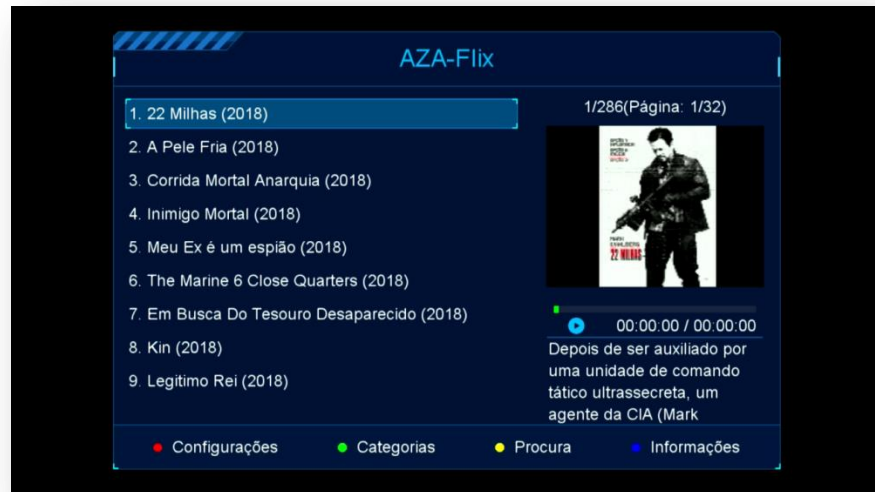 AZA-Flix
1. 22 Milhas (2018)
2. A Pele Fria (2018)
3. Corrida Mortal Anarquia (2018)
4. Inimigo Mortal (2018)
5. Meu Ex é um espião (2018)
6. The Marine 6 Close Quarters (2018)
7. Em Busca Do Tesouro Desaparecido (2018)
8. Kin (2018)
9. Legitimo Rei (2018)
1/286(Página: 1/32)
22 MILHAS
00:00:00 / 00:00:00
Depois de ser auxiliado por
uma unidade de comando
tático ultrassecreta, um
agente da CIA (Mark
Configurações
Categorias
Procura
Informações